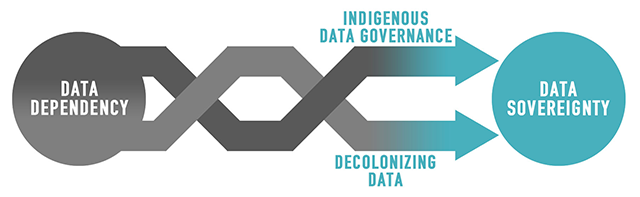 DATA
DEPENDENCY
INDIGENOUS
DATA GOVERNANCE
DECOLONIZING
DATA
DATA
SOVEREIGNTY